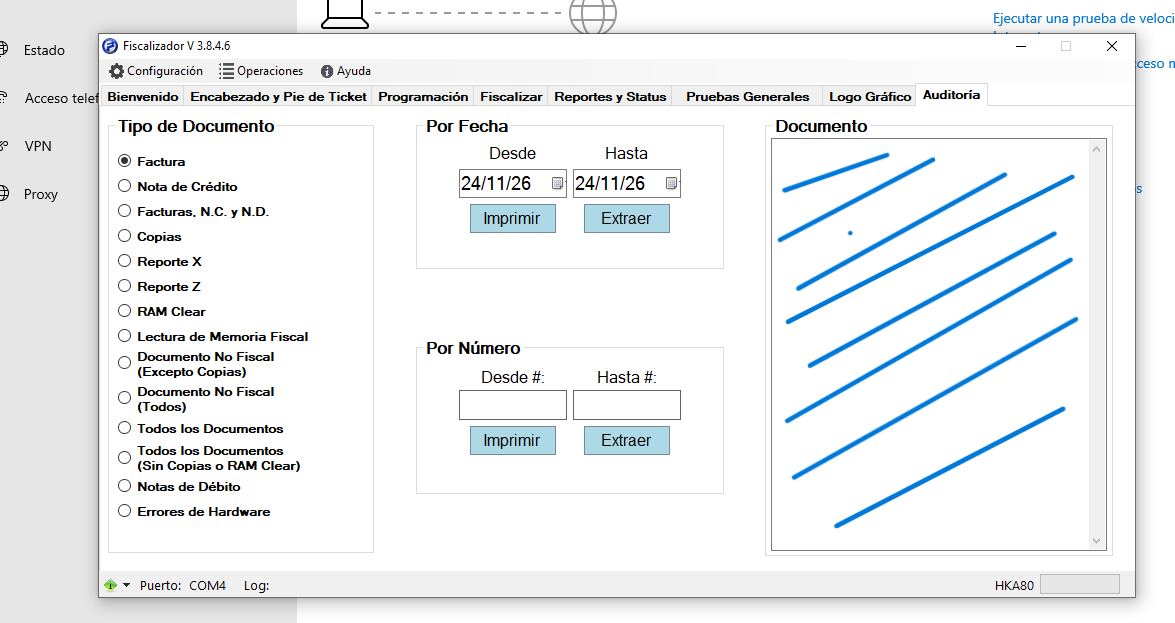 Ejecutar una prueba de veloci
Estado
Acceso telef
VPN
Proxy
Fiscalizador V 3.8.4.6
Configuración Operaciones Ayuda
Bienvenido Encabezado y Pie de Ticket Programación Fiscalizar Reportes y Status Pruebas Generales Logo Gráfico Auditoría
Tipo de Documento
Factura
Nota de Crédito
Facturas, N.C. y N.D.
Copias
Reporte X
Reporte Z
RAM Clear
Lectura de Memoria Fiscal
Documento No Fiscal
(Excepto Copias)
Documento No Fiscal
(Todos)
Todos los Documentos
Todos los Documentos
(Sin Copias o RAM Clear)
Notas de Débito
Errores de Hardware
Por Fecha
Desde Hasta
24/11/26 24/11/26
Imprimir Extraer
Por Número
Desde #: Hasta #:
Imprimir Extraer
Documento
cceso m
s
Puerto: COM4 Log:
HKA80